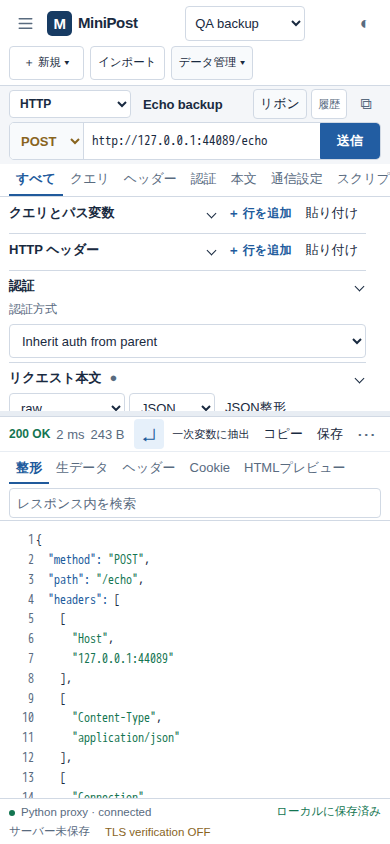 M MiniPost QA backup
+ 新規 ▾ インポート データ管理 ▾
HTTP Echo backup リボン 履歴
POST http://127.0.0.1:44089/echo 送信
すべて クエリ ヘッダー 認証 本文 通信設定 スクリプ
クエリとパス変数 + 行を追加 貼り付け
HTTP ヘッダー + 行を追加 貼り付け
認証
認証方式
Inherit auth from parent
リクエスト本文 ●
raw JSON JSON整形
200 OK 2 ms 243 B 一次変数に抽出 コピー 保存 ···
整形 生データ ヘッダー Cookie HTMLプレビュー
レスポンス内を検索
1 {
2 "method": "POST",
3 "path": "/echo",
4 "headers": [
5 [
6 "Host",
7 "127.0.0.1:44089"
8 ],
9 [
10 "Content-Type",
11 "application/json"
12 ],
13 [
14 "Connection"
● Python proxy · connected ローカルに保存済み
サーバー未保存 TLS verification OFF